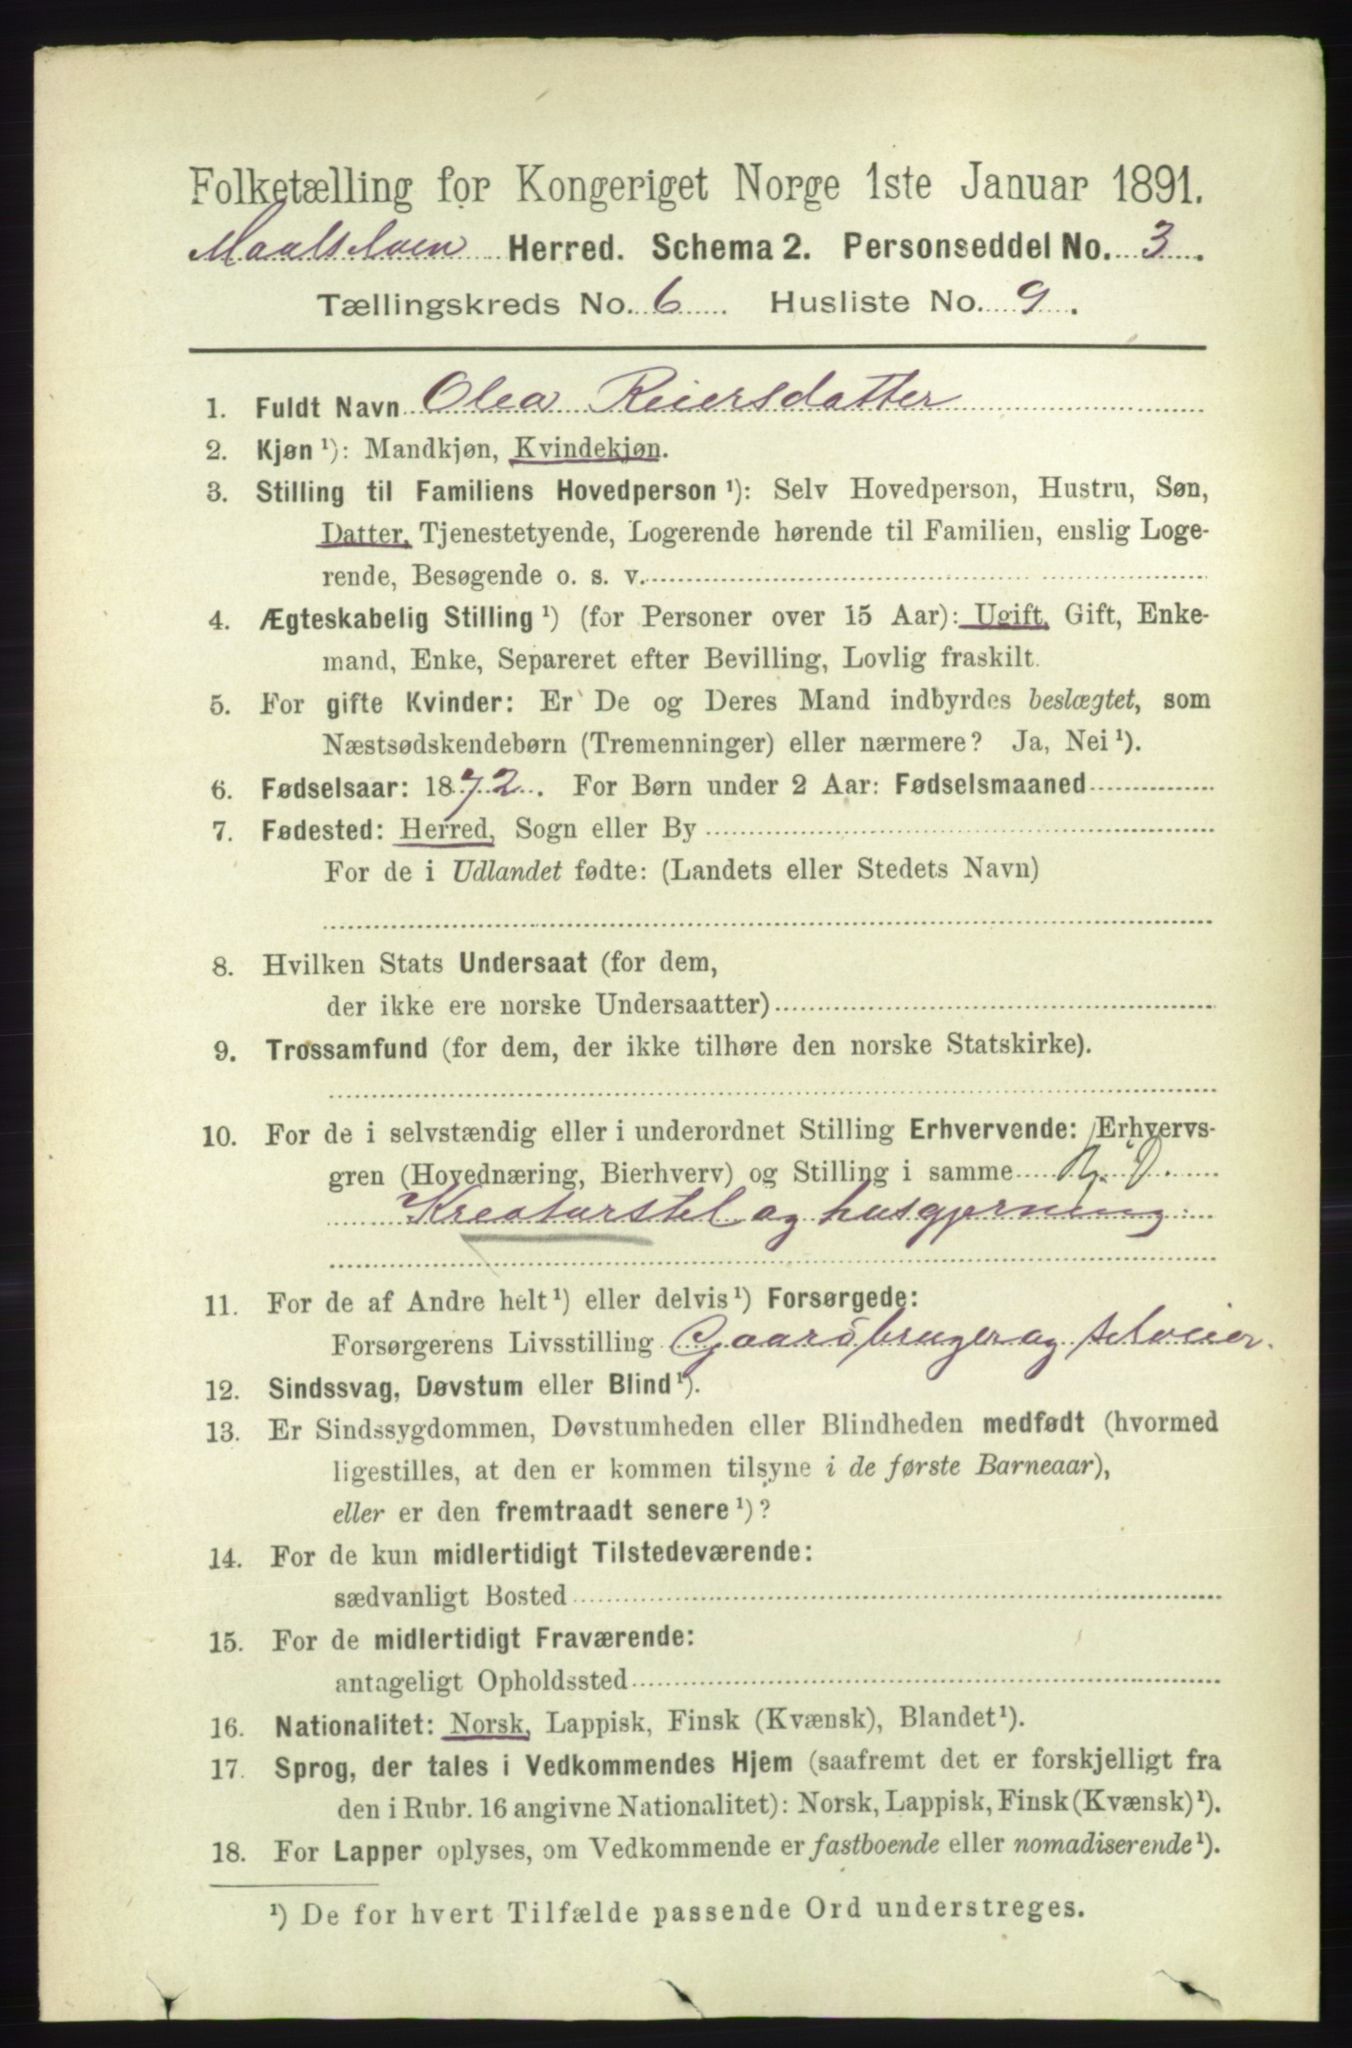 Folketælling for Kongeriget Norge 1ste Januar 1891.
Maalselven Herred. Schema 2. Personseddel No. 3.
Tællingskreds No. 6. Husliste No. 9.
1. Fuldt Navn Olea Reiersdatter
2. Kjøn ¹): Mandkjøn, Kvindekjøn.
3. Stilling til Familiens Hovedperson ¹): Selv Hovedperson, Hustru, Søn,
Datter, Tjenestetyende, Logerende hørende til Familien, enslig Loge-
rende, Besøgende o. s. v.
4. Ægteskabelig Stilling ¹) (for Personer over 15 Aar): Ugift, Gift, Enke-
mand, Enke, Separeret efter Bevilling, Lovlig fraskilt.
5. For gifte Kvinder: Er De og Deres Mand indbyrdes beslægtet, som
Næstsødskendebørn (Tremenninger) eller nærmere? Ja, Nei ¹).
6. Fødselsaar: 1872. For Børn under 2 Aar: Fødselsmaaned
7. Fødested: Herred, Sogn eller By
For de i Udlandet fødte: (Landets eller Stedets Navn)
8. Hvilken Stats Undersaat (for dem,
der ikke ere norske Undersaatter)
9. Trossamfund (for dem, der ikke tilhøre den norske Statskirke).
10. For de i selvstændig eller i underordnet Stilling Erhvervende: Erhvervs-
gren (Hovednæring, Bierhverv) og Stilling i samme
Kreaturstel og husgjerning
11. For de af Andre helt ¹) eller delvis ¹) Forsørgede:
Forsørgerens Livsstilling Gaardbruger og selveier.
12. Sindssvag, Døvstum eller Blind ¹).
13. Er Sindssygdommen, Døvstumheden eller Blindheden medfødt (hvormed
ligestilles, at den er kommen tilsyne i de første Barneaar),
eller er den fremtraadt senere ¹)?
14. For de kun midlertidigt Tilstedeværende:
sædvanligt Bosted
15. For de midlertidigt Fraværende:
antageligt Opholdssted
16. Nationalitet: Norsk, Lappisk, Finsk (Kvænsk), Blandet ¹).
17. Sprog, der tales i Vedkommendes Hjem (saafremt det er forskjelligt fra
den i Rubr. 16 angivne Nationalitet): Norsk, Lappisk, Finsk (Kvænsk) ¹).
18. For Lapper oplyses, om Vedkommende er fastboende eller nomadiserende ¹).
¹) De for hvert Tilfælde passende Ord understreges.